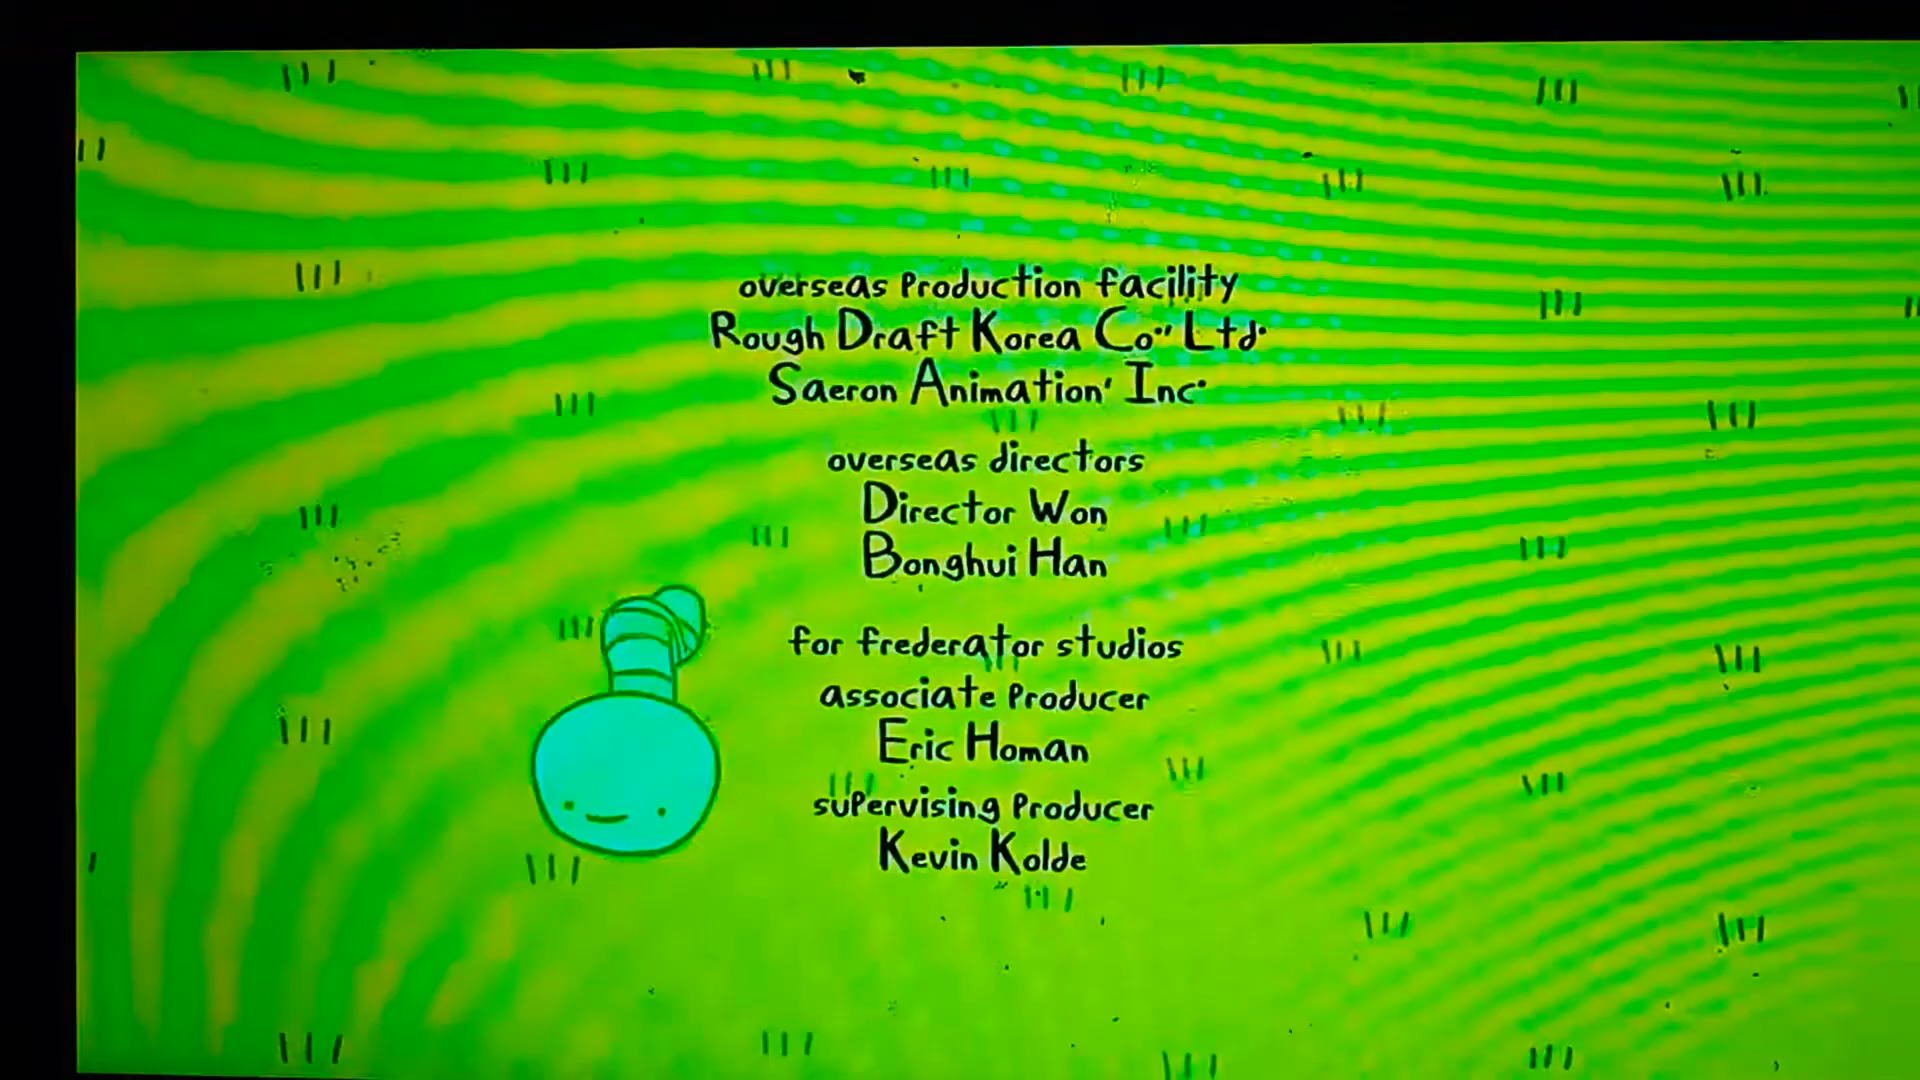 overseas Production facility
Rough Draft Korea Co., Ltd.
Saeron Animation, Inc.
overseas directors
Director Won
Bonghui Han
for frederator studios
associate Producer
Eric Homan
supervising Producer
Kevin Kolde